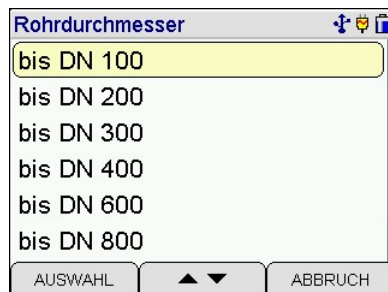 Rohrdurchmesser
bis DN 100
bis DN 200
bis DN 300
bis DN 400
bis DN 600
bis DN 800
AUSWAHL ▲ ▼ ABBRUCH